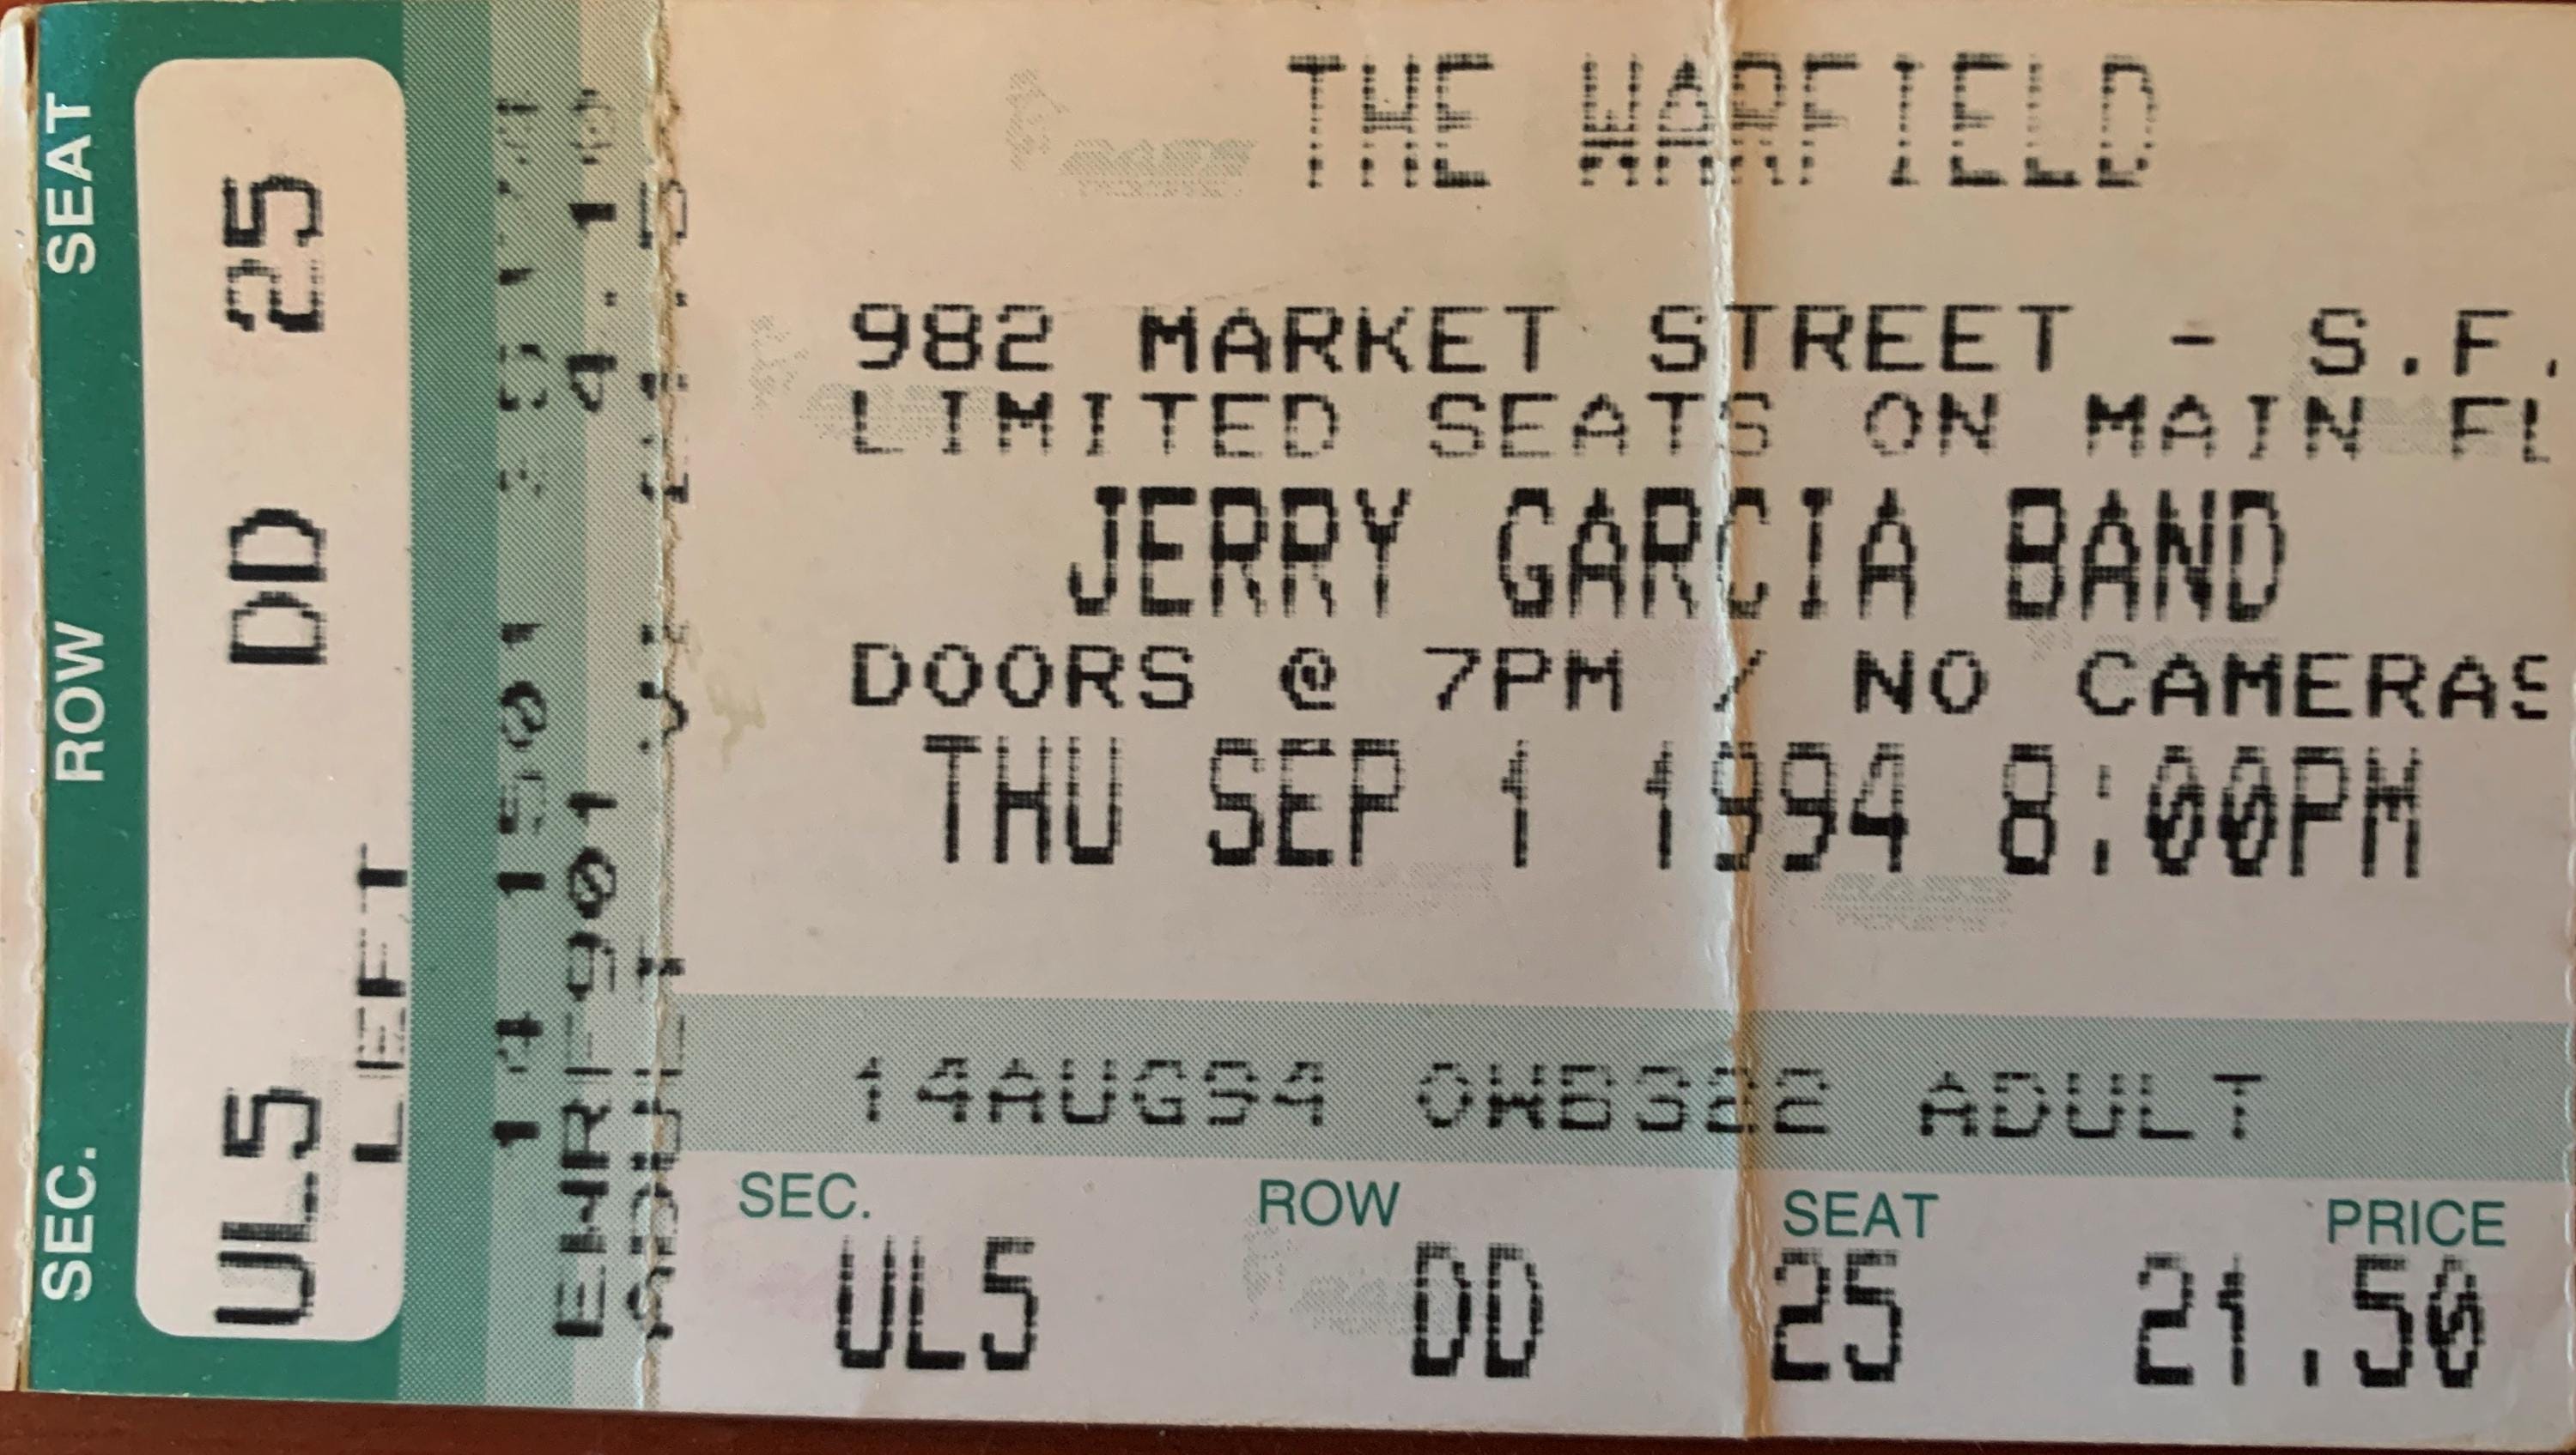 SEAT
ROW
SEC.
25
DD
UL5
LEFT
EWRF901
THE WARFIELD
982 MARKET STREET - S.F.
LIMITED SEATS ON MAIN FL
JERRY GARCIA BAND
DOORS @ 7PM / NO CAMERAS
THU SEP 1 1994 8:00PM
14AUG94 OWB322 ADULT
SEC. ROW SEAT PRICE
UL5 DD 25 21.50